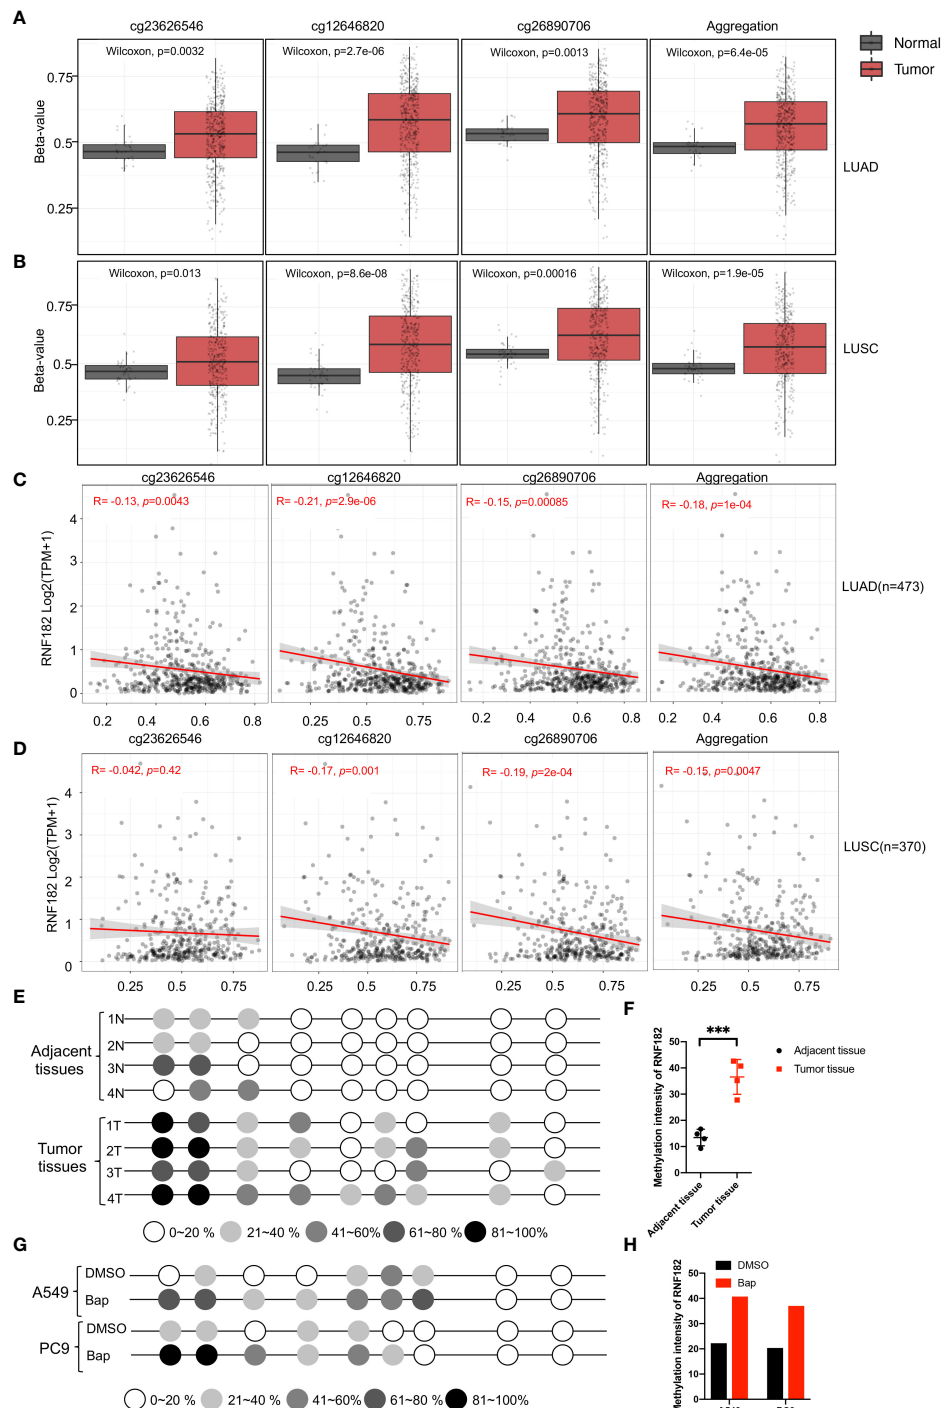 A
cg23626546 cg12646820 cg26890706 Aggregation
Wilcoxon, p=0.0032 Wilcoxon, p=2.7e-06 Wilcoxon, p=0.0013 Wilcoxon, p=6.4e-05
Normal
Tumor
Beta-value
0.75
0.5
0.25
LUAD
B
Wilcoxon, p=0.013 Wilcoxon, p=8.6e-08 Wilcoxon, p=0.00016 Wilcoxon, p=1.9e-05
Beta-value
0.75
0.5
0.25
LUSC
C
cg23626546 cg12646820 cg26890706 Aggregation
R= -0.13, p=0.0043 R= -0.21, p=2.9e-06 R= -0.15, p=0.00085 R= -0.18, p=1e-04
RNF182 Log2(TPM+1)
4
3
2
1
0
LUAD(n=473)
0.2 0.4 0.6 0.8 0.25 0.5 0.75 0.2 0.4 0.6 0.8 0.2 0.4 0.6 0.8
D
cg23626546 cg12646820 cg26890706 Aggregation
R= -0.042, p=0.42 R= -0.17, p=0.001 R= -0.19, p=2e-04 R= -0.15, p=0.0047
RNF182 Log2(TPM+1)
4
3
2
1
0
LUSC(n=370)
0.25 0.5 0.75 0.25 0.5 0.75 0.25 0.5 0.75 0.25 0.5 0.75
E
Adjacent
tissues
1N
2N
3N
4N
Tumor
tissues
1T
2T
3T
4T
0~20 % 21~40 % 41~60% 61~80 % 81~100%
F
Methylation intensity of RNF182
50
40
30
20
10
0
***
Adjacent tissue
Tumor tissue
Adjacent tissue
Tumor tissue
G
A549
DMSO
Bap
PC9
DMSO
Bap
0~20 % 21~40 % 41~60% 61~80 % 81~100%
H
Methylation intensity of RNF182
50
40
30
20
10
0
DMSO
Bap